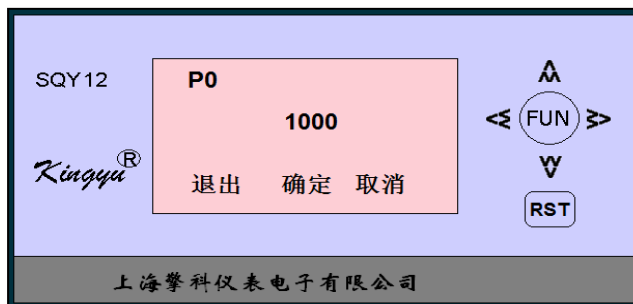 SQY12
P0
1000
Kingyu®
退出 确定 取消
FUN
RST
上海擎科仪表电子有限公司